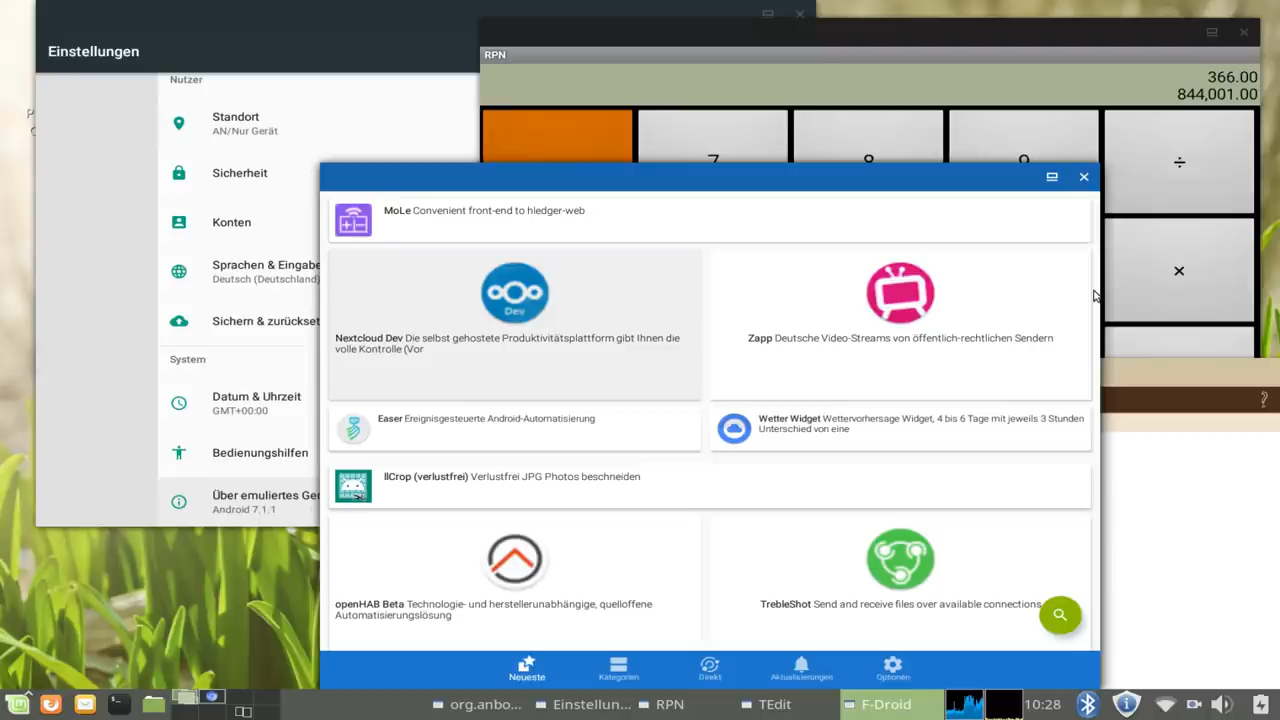 Einstellungen
Nutzer
Standort
AN/Nur Gerät
Sicherheit
Konten
Sprachen & Eingabe
Deutsch (Deutschland)
Sichern & zurückset
System
Datum & Uhrzeit
GMT+00:00
Bedienungshilfen
Über emuliertes Ger
Android 7.1.1
RPN
366.00
844,001.00
7
8
9
÷
×
MoLe Convenient front-end to hledger-web
Dev
Nextcloud Dev Die selbst gehostete Produktivitätsplattform gibt Ihnen die
volle Kontrolle (Vor
Zapp Deutsche Video-Streams von öffentlich-rechtlichen Sendern
Easer Ereignisgesteuerte Android-Automatisierung
Wetter Widget Wettervorhersage Widget, 4 bis 6 Tage mit jeweils 3 Stunden
Unterschied von eine
llCrop (verlustfrei) Verlustfrei JPG Photos beschneiden
openHAB Beta Technologie- und herstellerunabhängige, quelloffene
Automatisierungslösung
TrebleShot Send and receive files over available connections
Neueste
Kategorien
Direkt
Aktualisierungen
Optionen
org.anbo...
Einstellun...
RPN
TEdit
F-Droid
10:28